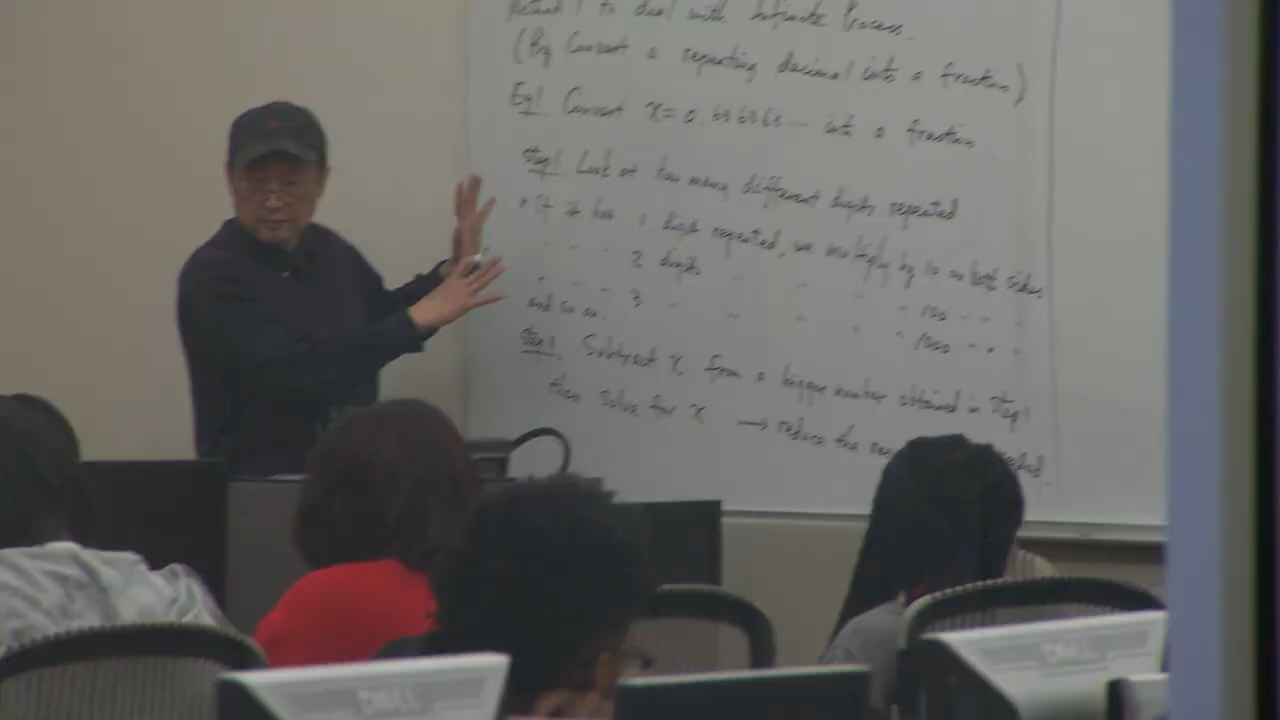 Method 1 to deal with Infinite Process.
(Pg Convert a repeating decimal into a fraction)
Eg1. Convert x = 0.636363... into a fraction
Step1. Look at how many different digits repeated
• If it has 1 digit repeated, we multiply by 10 on both sides
- - - 2 digits - - - - 100 - - -
- - - 3 - - - - - 1000 - - -
and so on.
Step2. Subtract x from a bigger number obtained in Step1
then solve for x → reduce the
DELL
DELL